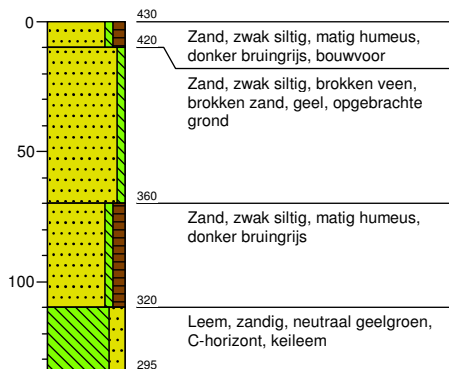 0
430
Zand, zwak siltig, matig humeus,
donker bruingrijs, bouwvoor
420
Zand, zwak siltig, brokken veen,
brokken zand, geel, opgebrachte
grond
50
360
Zand, zwak siltig, matig humeus,
donker bruingrijs
100
320
Leem, zandig, neutraal geelgroen,
C-horizont, keileem
295